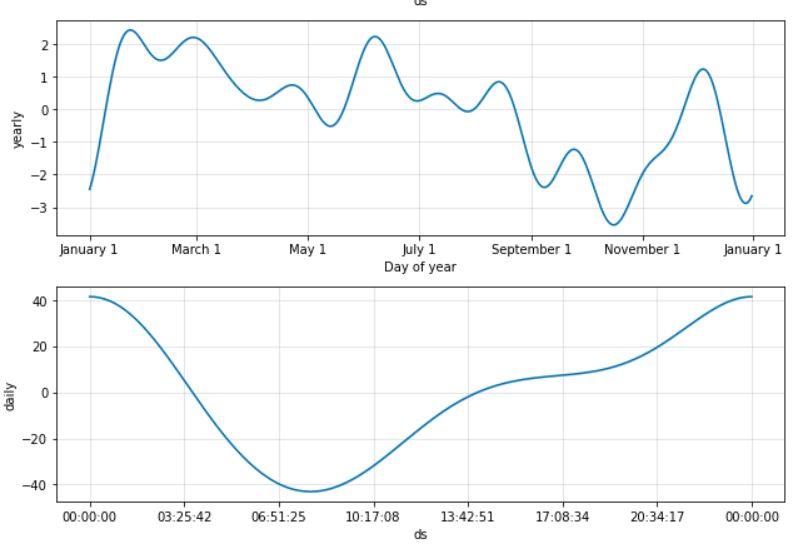 ds
2
1
0
−1
−2
−3
yearly
January 1 March 1 May 1 July 1 September 1 November 1 January 1
Day of year
40
20
0
−20
−40
daily
00:00:00 03:25:42 06:51:25 10:17:08 13:42:51 17:08:34 20:34:17 00:00:00
ds